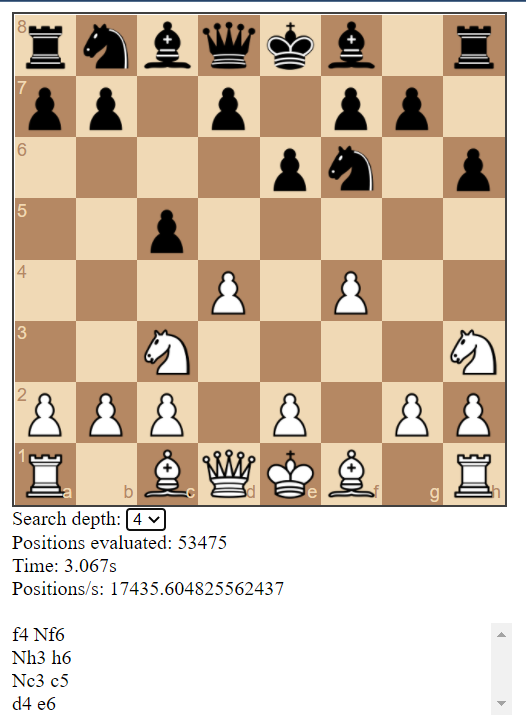 8
7
6
5
4
3
2
1 a b c d e f g h
Search depth: 4
Positions evaluated: 53475
Time: 3.067s
Positions/s: 17435.604825562437
f4 Nf6
Nh3 h6
Nc3 c5
d4 e6